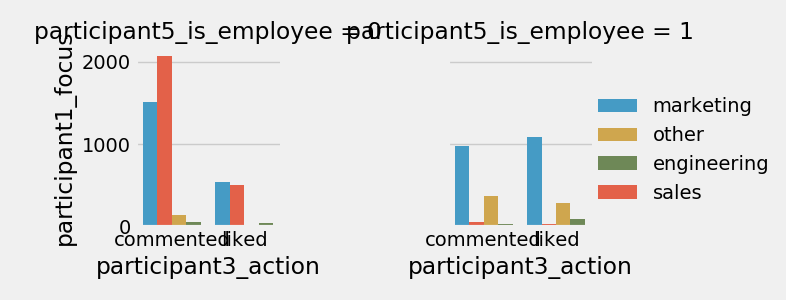 participant5_is_employee = 0
participant5_is_employee = 1
participant1_focus
2000
1000
0
commented
liked
commented
liked
participant3_action
participant3_action
marketing
other
engineering
sales